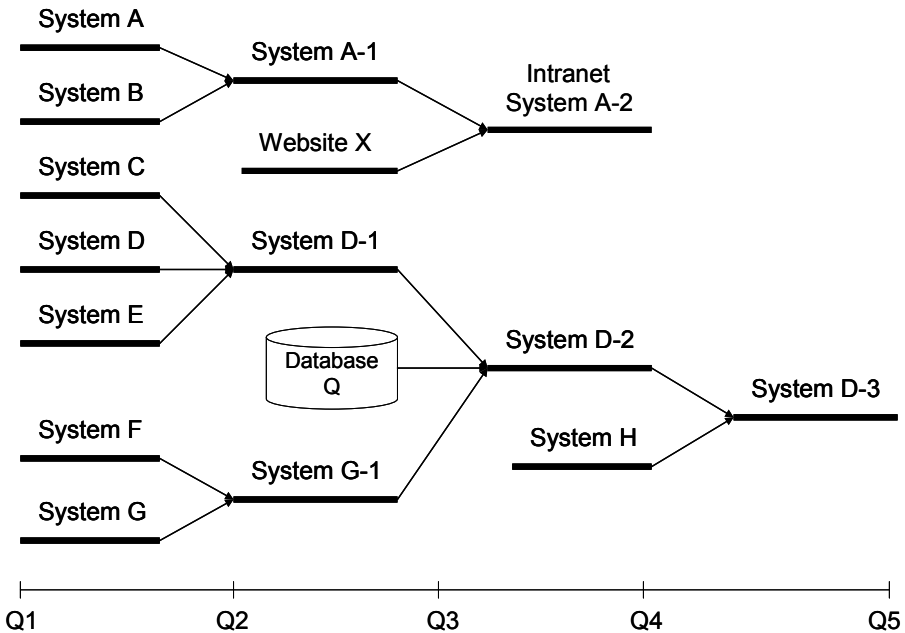 System A
System A-1
Intranet
System A-2
System B
Website X
System C
System D
System D-1
System E
Database
Q
System D-2
System D-3
System F
System H
System G-1
System G
Q1
Q2
Q3
Q4
Q5